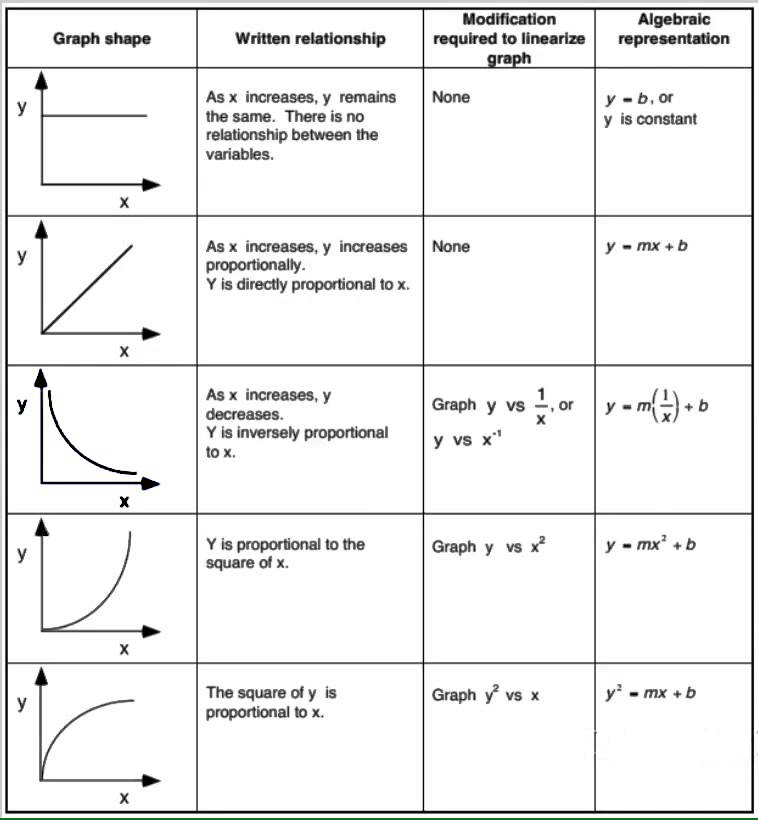 Graph shape
Written relationship
Modification
required to linearize
graph
Algebraic
representation
y
x
As x increases, y remains
the same. There is no
relationship between the
variables.
None
y = b, or
y is constant
y
x
As x increases, y increases
proportionally.
Y is directly proportional to x.
None
y = mx + b
y
x
As x increases, y
decreases.
Y is inversely proportional
to x.
Graph y vs 1/x, or
y vs x⁻¹
y = m(1/x) + b
y
x
Y is proportional to the
square of x.
Graph y vs x²
y = mx² + b
y
x
The square of y is
proportional to x.
Graph y² vs x
y² = mx + b